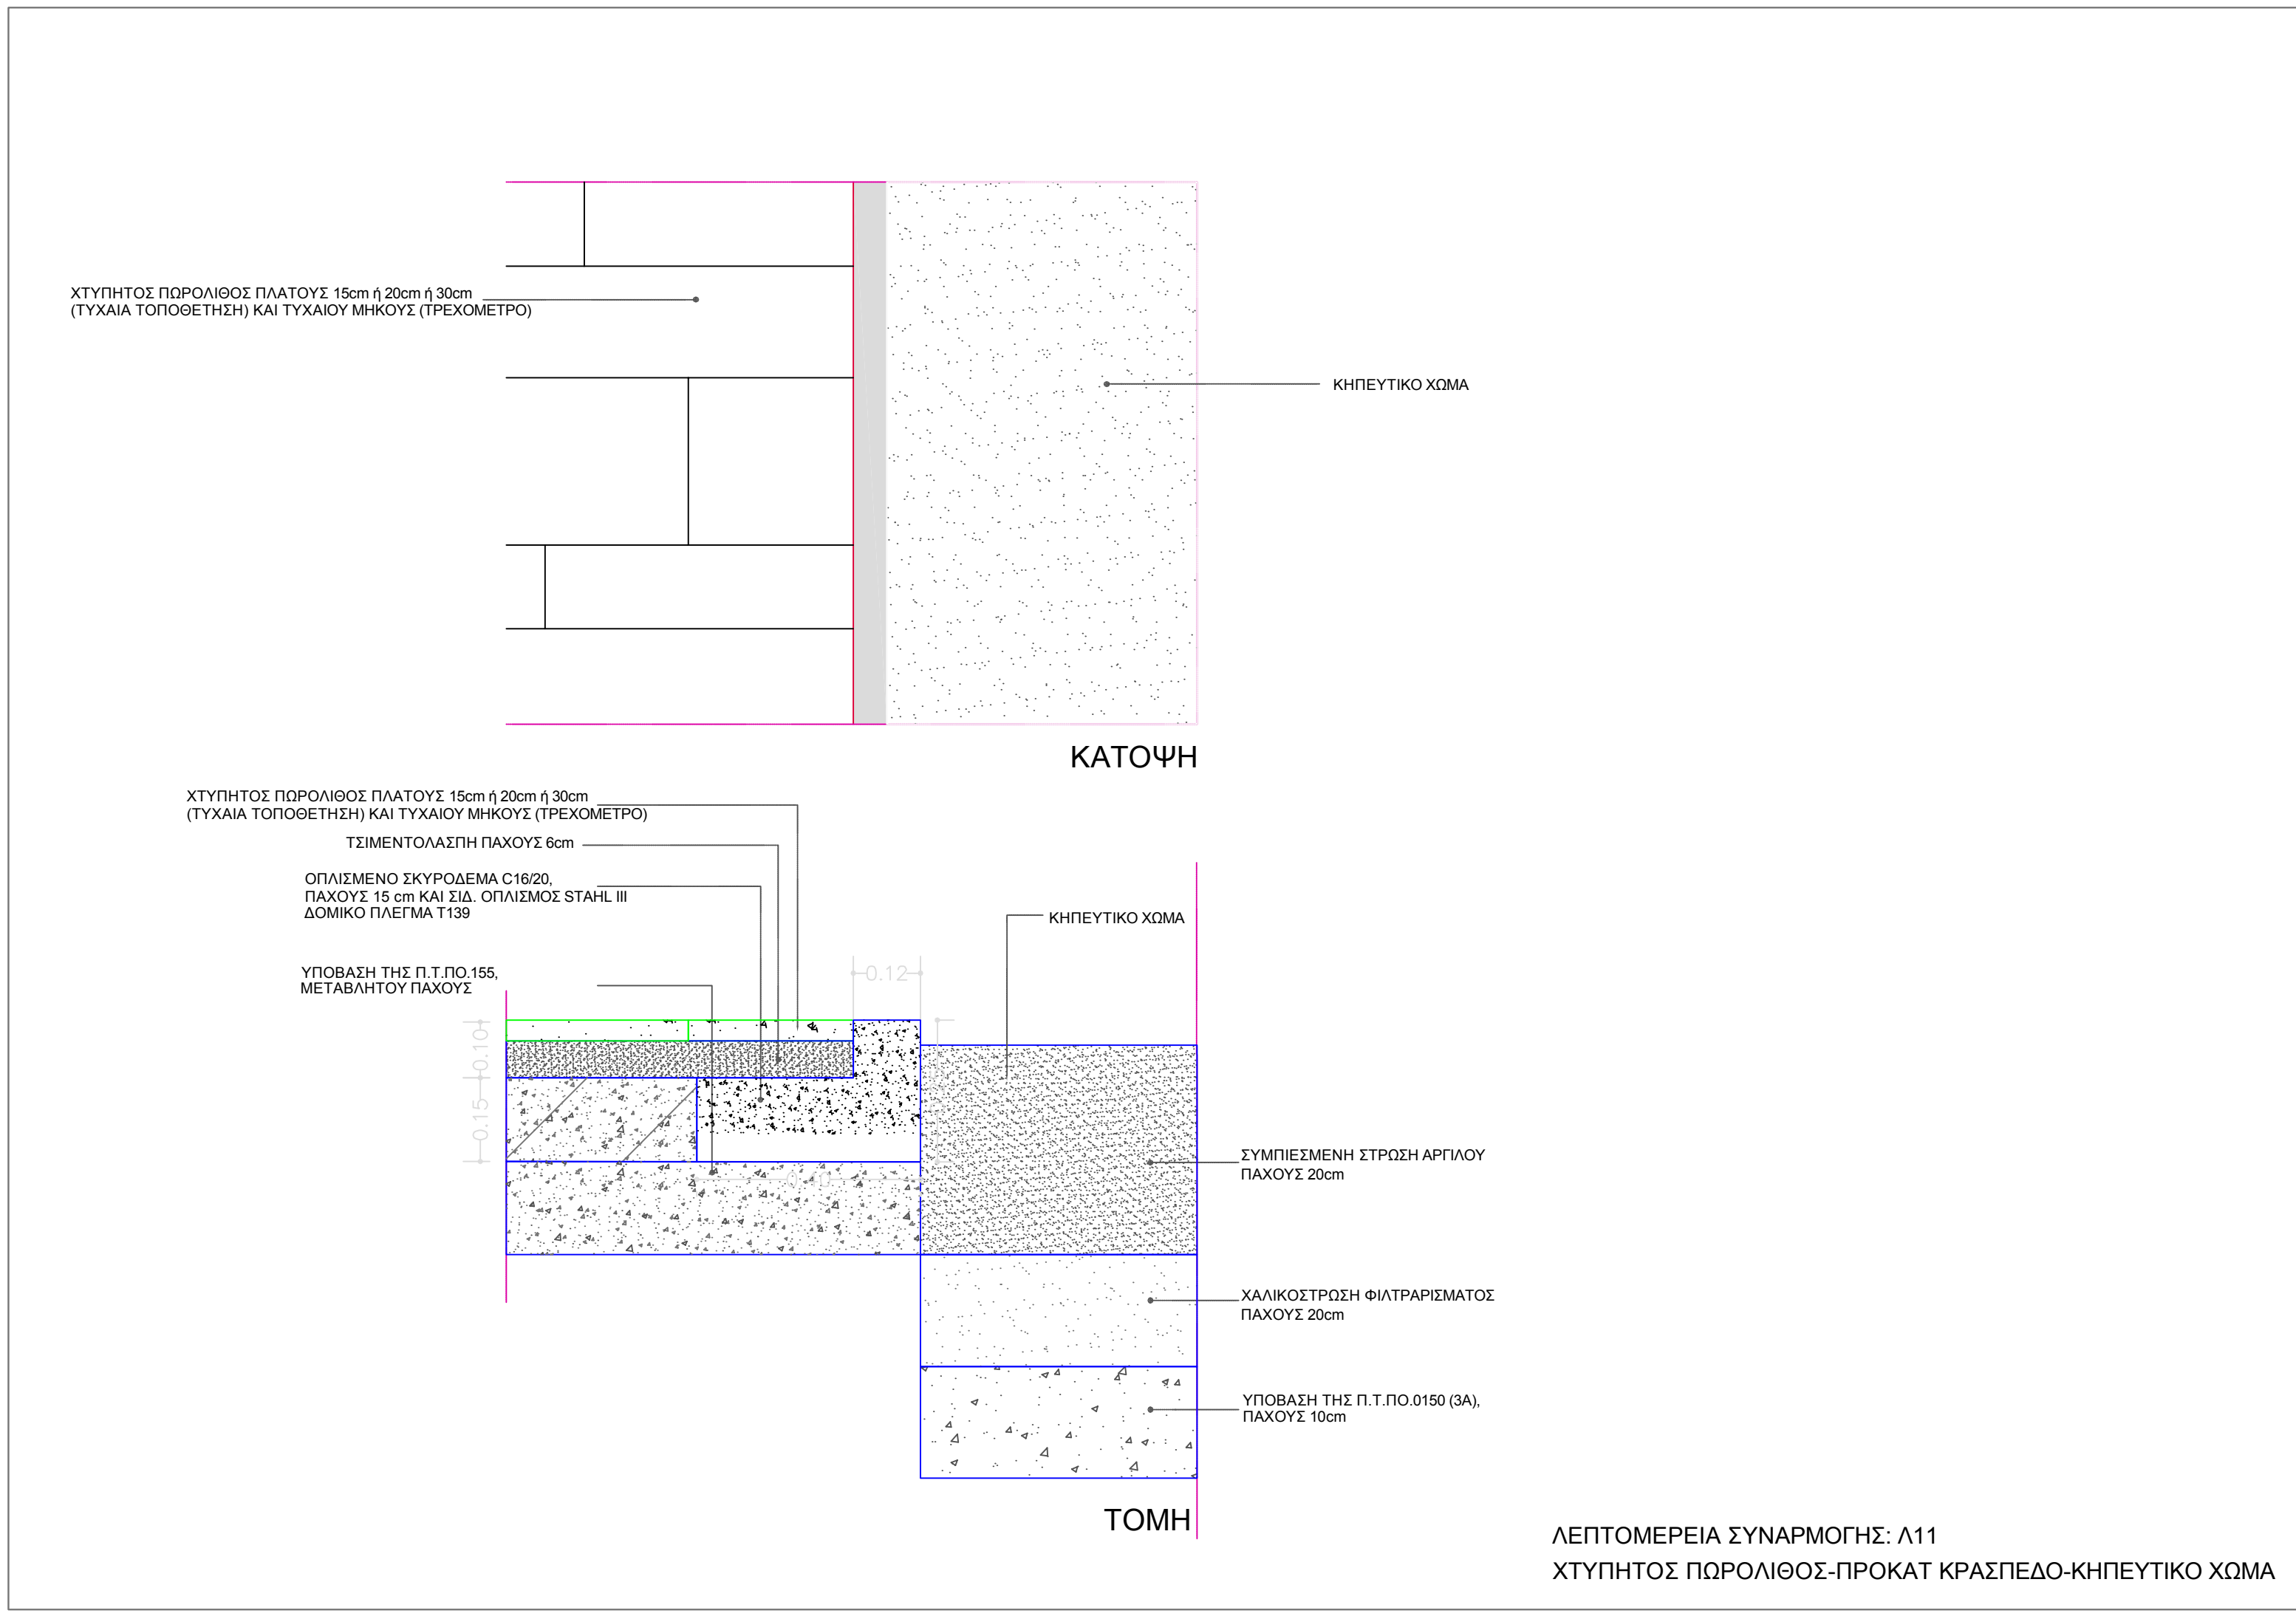 ΧΤΥΠΗΤΟΣ ΠΩΡΟΛΙΘΟΣ ΠΛΑΤΟΥΣ 15cm ή 20cm ή 30cm
(ΤΥΧΑΙΑ ΤΟΠΟΘΕΤΗΣΗ) ΚΑΙ ΤΥΧΑΙΟΥ ΜΗΚΟΥΣ (ΤΡΕΧΟΜΕΤΡΟ)
ΚΗΠΕΥΤΙΚΟ ΧΩΜΑ
ΚΑΤΟΨΗ
ΧΤΥΠΗΤΟΣ ΠΩΡΟΛΙΘΟΣ ΠΛΑΤΟΥΣ 15cm ή 20cm ή 30cm
(ΤΥΧΑΙΑ ΤΟΠΟΘΕΤΗΣΗ) ΚΑΙ ΤΥΧΑΙΟΥ ΜΗΚΟΥΣ (ΤΡΕΧΟΜΕΤΡΟ)
ΤΣΙΜΕΝΤΟΛΑΣΠΗ ΠΑΧΟΥΣ 6cm
ΟΠΛΙΣΜΕΝΟ ΣΚΥΡΟΔΕΜΑ C16/20,
ΠΑΧΟΥΣ 15 cm ΚΑΙ ΣΙΔ. ΟΠΛΙΣΜΟΣ STAHL III
ΔΟΜΙΚΟ ΠΛΕΓΜΑ Τ139
ΚΗΠΕΥΤΙΚΟ ΧΩΜΑ
ΥΠΟΒΑΣΗ ΤΗΣ Π.Τ.ΠΟ.155,
ΜΕΤΑΒΛΗΤΟΥ ΠΑΧΟΥΣ
0.12
0.10
0.15
0.40
ΣΥΜΠΙΕΣΜΕΝΗ ΣΤΡΩΣΗ ΑΡΓΙΛΟΥ
ΠΑΧΟΥΣ 20cm
ΧΑΛΙΚΟΣΤΡΩΣΗ ΦΙΛΤΡΑΡΙΣΜΑΤΟΣ
ΠΑΧΟΥΣ 20cm
ΥΠΟΒΑΣΗ ΤΗΣ Π.Τ.ΠΟ.0150 (3Α),
ΠΑΧΟΥΣ 10cm
ΤΟΜΗ
ΛΕΠΤΟΜΕΡΕΙΑ ΣΥΝΑΡΜΟΓΗΣ: Λ11
ΧΤΥΠΗΤΟΣ ΠΩΡΟΛΙΘΟΣ-ΠΡΟΚΑΤ ΚΡΑΣΠΕΔΟ-ΚΗΠΕΥΤΙΚΟ ΧΩΜΑ